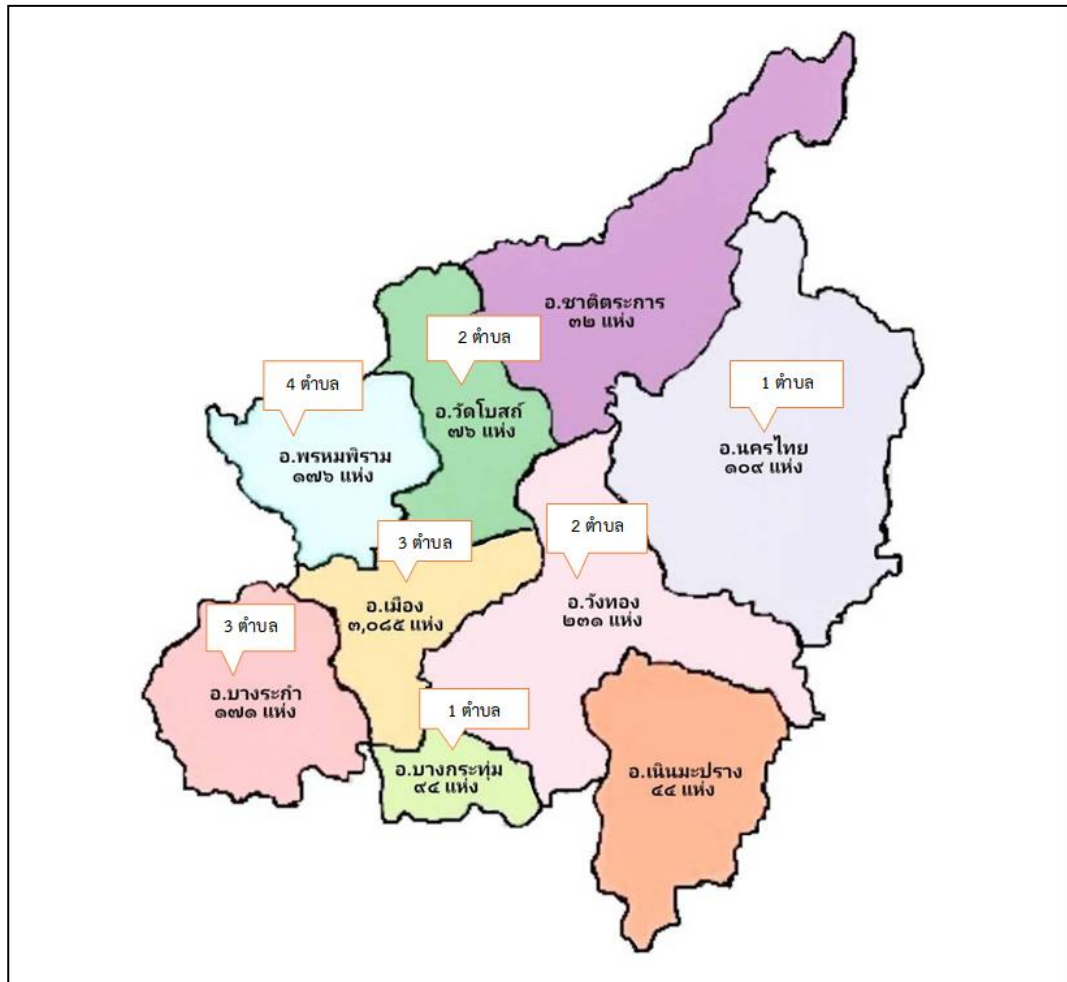 อ.ชาติตระการ
๓๒ แห่ง
2 ตำบล
อ.วัดโบสถ์
๗๖ แห่ง
1 ตำบล
อ.นครไทย
๑๐๙ แห่ง
4 ตำบล
อ.พรหมพิราม
๑๗๖ แห่ง
3 ตำบล
อ.เมือง
๓,๐๘๕ แห่ง
2 ตำบล
อ.วังทอง
๒๓๑ แห่ง
3 ตำบล
อ.บางระกำ
๑๗๑ แห่ง
1 ตำบล
อ.บางกระทุ่ม
๙๔ แห่ง
อ.เนินมะปราง
๔๔ แห่ง